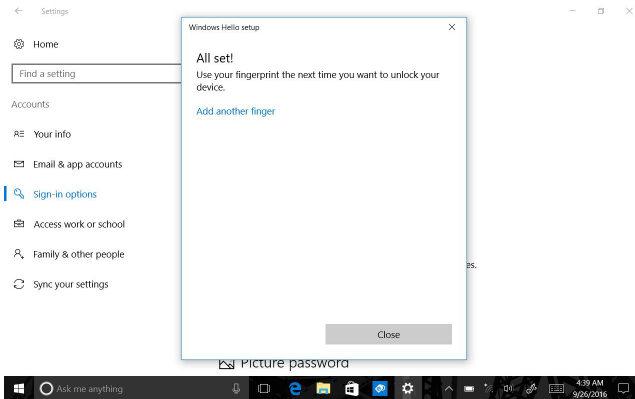 Settings
Home
Find a setting
Accounts
Your info
Email & app accounts
Sign-in options
Access work or school
Family & other people
Sync your settings
Windows Hello setup
All set!
Use your fingerprint the next time you want to unlock your
device.
Add another finger
es.
Close
Picture password
Ask me anything
4:39 AM
9/26/2016